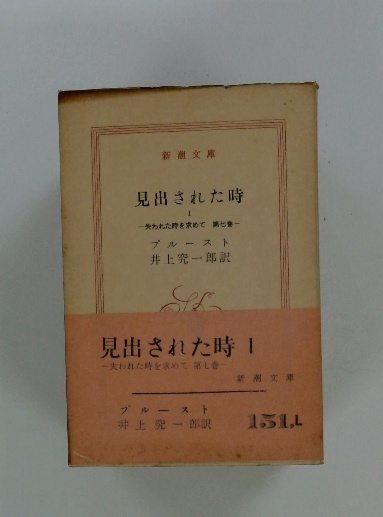 新潮文庫
見出された時
I
―失われた時を求めて 第七巻―
プルースト
井上究一郎訳
見出された時 I
―失われた時を求めて 第七巻―
新潮文庫
プルースト
井上究一郎訳
151L